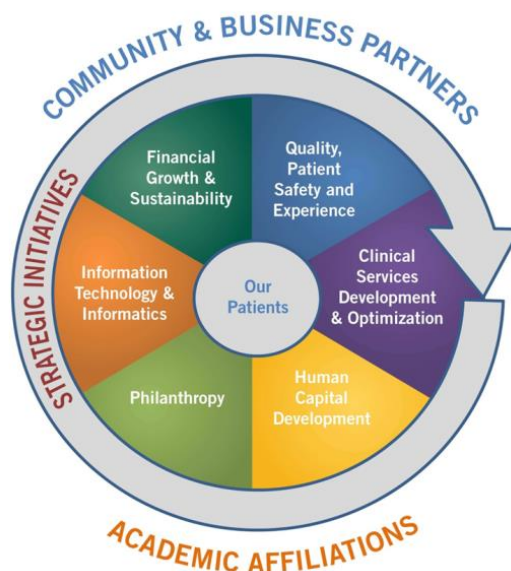 COMMUNITY & BUSINESS PARTNERS
STRATEGIC INITIATIVES
Financial
Growth &
Sustainability
Quality,
Patient
Safety and
Experience
Information
Technology &
Informatics
Our
Patients
Clinical
Services
Development
& Optimization
Philanthropy
Human
Capital
Development
ACADEMIC AFFILIATIONS